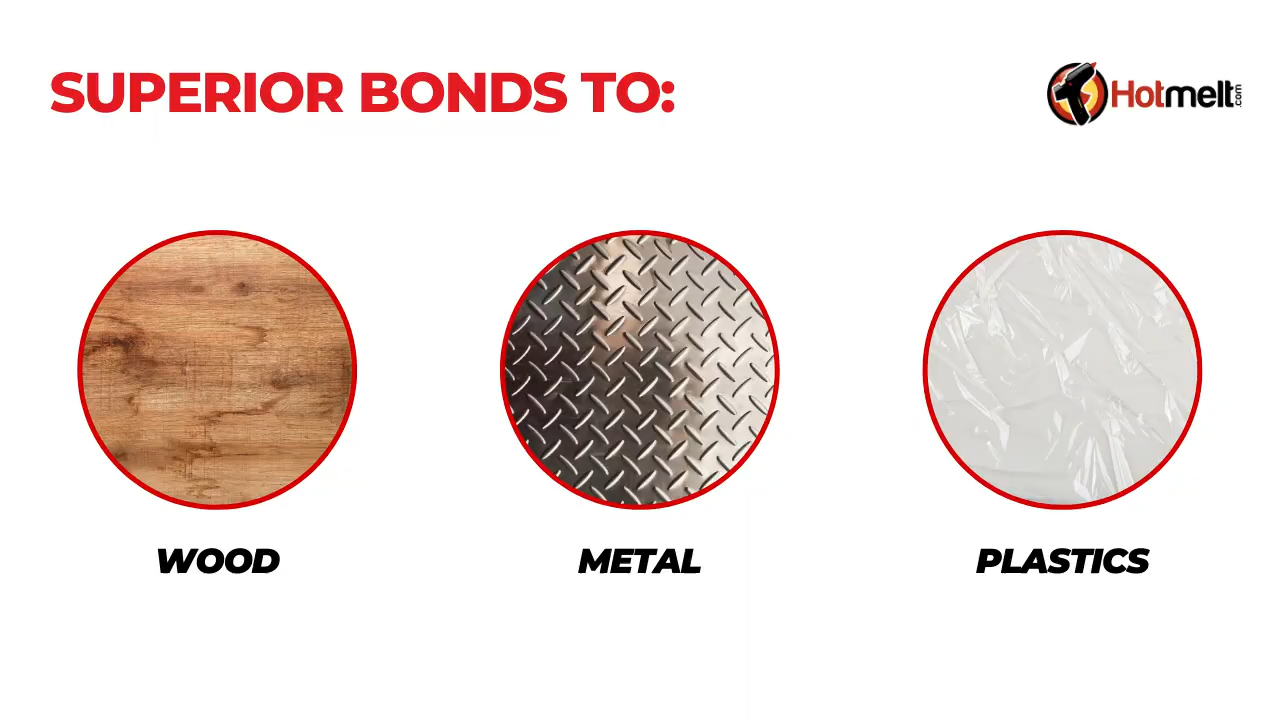 SUPERIOR BONDS TO:
Hotmelt.com
WOOD
METAL
PLASTICS